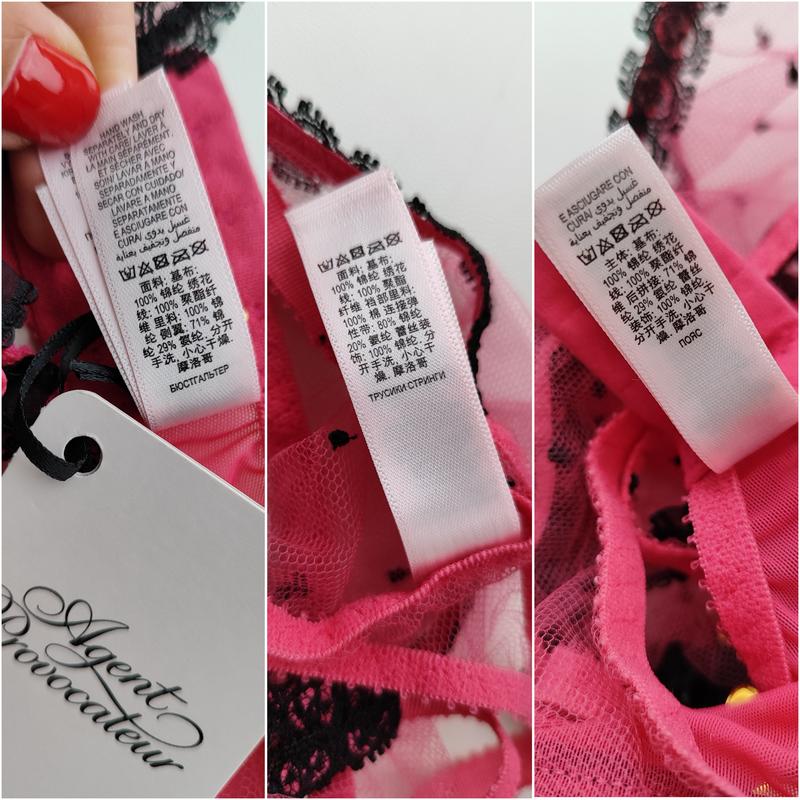 HAND WASH
SEPARATELY AND DRY
WITH CARE/ LAVER À
LA MAIN SÉPARÉMENT,
ET SÉCHER AVEC
SOIN/ LAVAR A MANO
SEPARADAMENTE Y
SECAR CON CUIDADO/
LAVARE A MANO
SEPARATAMENTE
E ASCIUGARE CON
CURA/ غسيل يدوي
منفصل وتجفيف بعناية
面料: 基布:
100% 锦纶 绣花
线: 100% 聚酯纤
维 里料: 100% 锦
纶 侧翼: 71% 锦
纶 29% 氨纶, 分开
手洗, 小心干燥,
摩洛哥
БЮСТГАЛЬТЕР
Agent
Provocateur
面料: 基布:
100% 锦纶 绣花
线: 100% 聚酯
纤维 裆部里料:
100% 棉 连接弹
性带: 80% 锦纶
20% 氨纶 蕾丝装
饰: 100% 锦纶, 分
开手洗, 小心干
燥, 摩洛哥
ТРУСИКИ СТРИНГИ
E ASCIUGARE CON
CURA/ غسيل يدوي
منفصل وتجفيف بعناية
主体: 基布:
100% 锦纶 绣花
线: 100% 聚酯纤
维 后拼接: 71% 锦
纶 29% 氨纶 蕾丝
装饰: 100% 锦纶,
分开手洗, 小心干
燥, 摩洛哥
ПОЯС